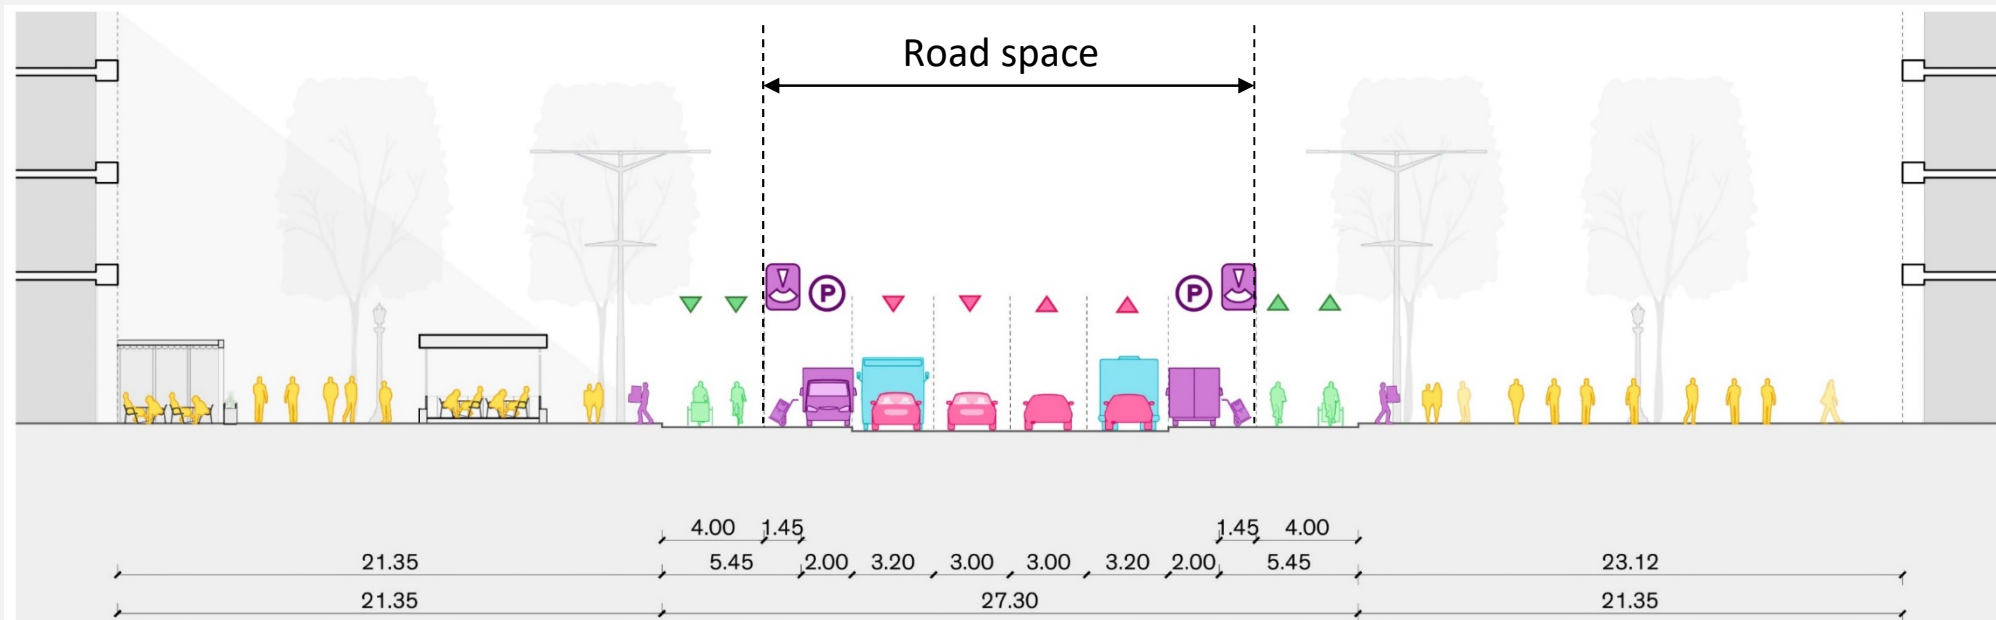 Road space
P P
4.00 1.45 1.45 4.00
21.35 5.45 2.00 3.20 3.00 3.00 3.20 2.00 5.45 23.12
21.35 27.30 21.35